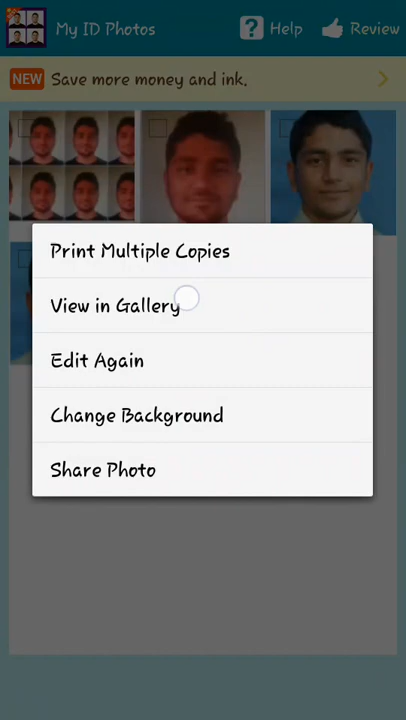 My ID Photos
Help
Review
NEW
Save more money and ink.
Print Multiple Copies
View in Gallery
Edit Again
Change Background
Share Photo